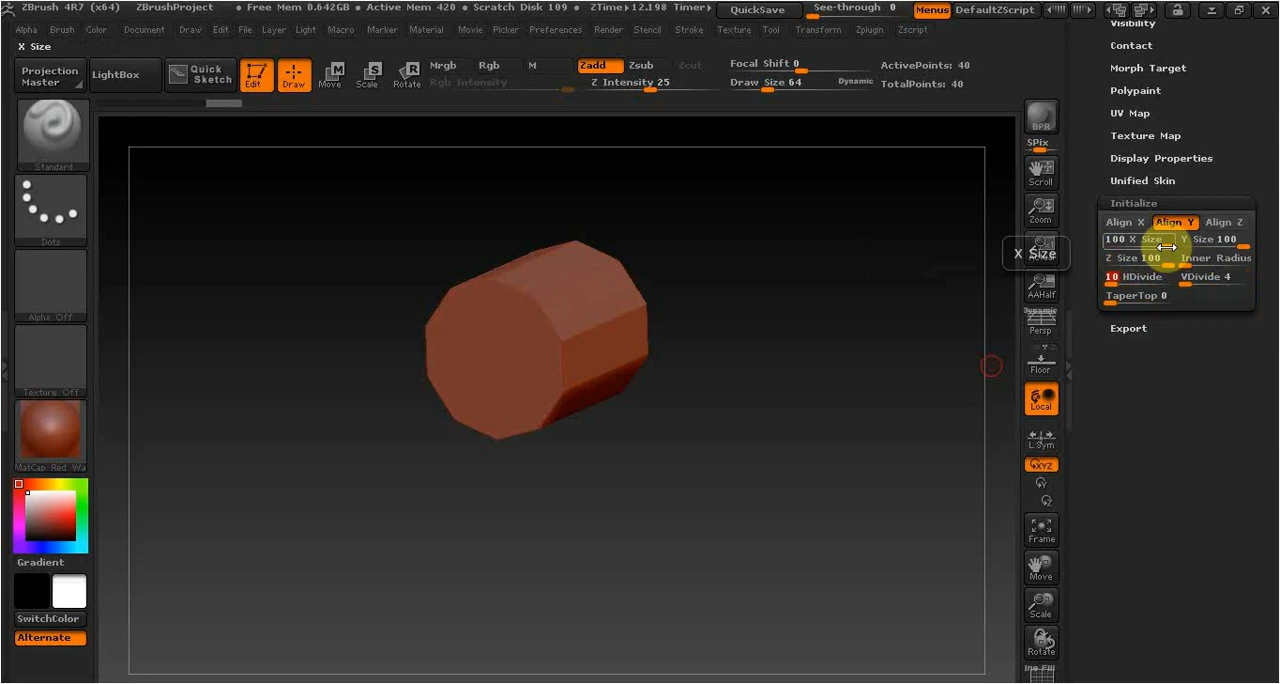 ZBrush 4R7 (x64) ZBrushProject • Free Mem 0.642GB • Active Mem 420 • Scratch Disk 109 • ZTime▸12.198 Timer▸ QuickSave See-through 0 Menus DefaultZScript
Alpha Brush Color Document Draw Edit File Layer Light Macro Marker Material Movie Picker Preferences Render Stencil Stroke Texture Tool Transform Zplugin Zscript
X Size
Projection
Master
LightBox
Quick
Sketch
Edit
Draw
Move
Scale
Rotate
Mrgb Rgb M
Rgb Intensity
Zadd Zsub Zcut
Z Intensity 25
Focal Shift 0
Draw Size 64 Dynamic
ActivePoints: 40
TotalPoints: 40
Standard
Dots
Alpha Off
Texture Off
MatCap Red Wa
Gradient
SwitchColor
Alternate
BPR
SPix
Scroll
Zoom
X Size
AAHalf
Dynamic
Persp
Floor
Local
L.Sym
XYZ
Y
Z
Frame
Move
Scale
Rotate
Visibility
Contact
Morph Target
Polypaint
UV Map
Texture Map
Display Properties
Unified Skin
Initialize
Align X Align Y Align Z
100 X Size Y Size 100
Z Size 100 Inner Radius
10 HDivide VDivide 4
TaperTop 0
Export